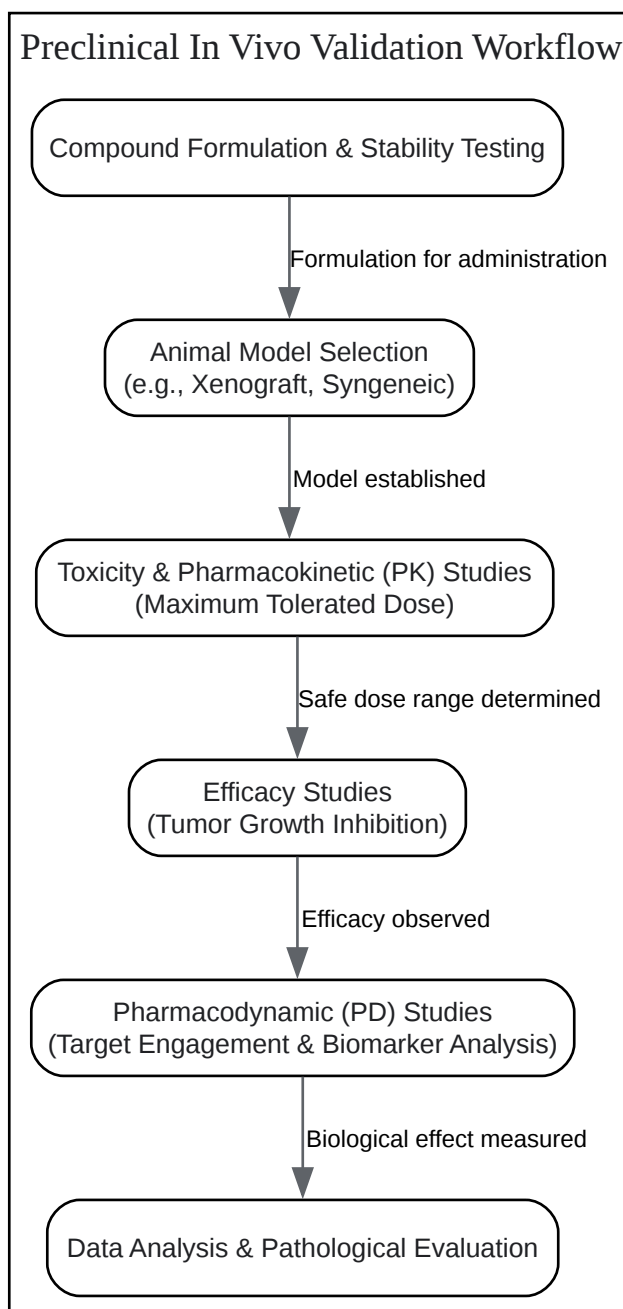 Preclinical In Vivo Validation Workflow
Compound Formulation & Stability Testing
Formulation for administration
Animal Model Selection
(e.g., Xenograft, Syngeneic)
Model established
Toxicity & Pharmacokinetic (PK) Studies
(Maximum Tolerated Dose)
Safe dose range determined
Efficacy Studies
(Tumor Growth Inhibition)
Efficacy observed
Pharmacodynamic (PD) Studies
(Target Engagement & Biomarker Analysis)
Biological effect measured
Data Analysis & Pathological Evaluation